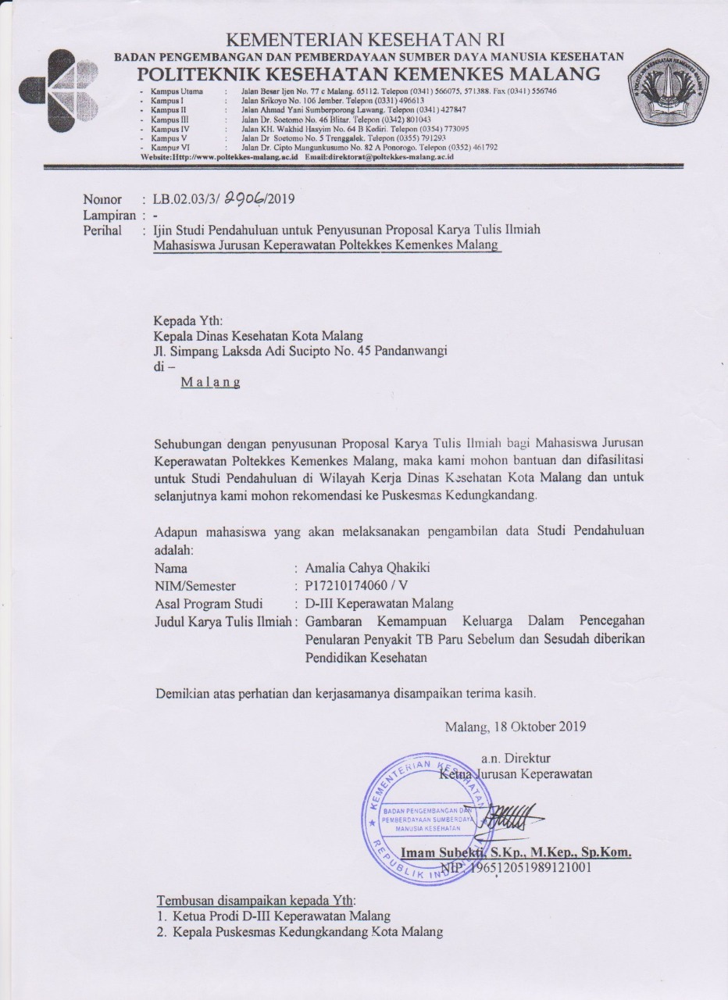 KEMENTERIAN KESEHATAN RI
BADAN PENGEMBANGAN DAN PEMBERDAYAAN SUMBER DAYA MANUSIA KESEHATAN
POLITEKNIK KESEHATAN KEMENKES MALANG
- Kampus Utama : Jalan Besar Ijen No. 77 c Malang. 65112. Telepon (0341) 566075, 571388. Fax (0341) 556746
- Kampus I : Jalan Srikoyo No. 106 Jember. Telepon (0331) 496613
- Kampus II : Jalan Ahmad Yani Sumberporong Lawang. Telepon (0341) 427847
- Kampus III : Jalan Dr. Soetomo No. 46 Blitar. Telepon (0342) 801043
- Kampus IV : Jalan KH. Wakhid Hasyim No. 64 B Kediri. Telepon (0354) 773095
- Kampus V : Jalan Dr Soetomo No. 5 Trenggalek. Telepon (0355) 791293
- Kampus VI : Jalan Dr. Cipto Mangunkusumo No. 82 A Ponorogo. Telepon (0352) 461792
Website:Http://www.poltekkes-malang.ac.id Email:direktorat@poltekkes-malang.ac.id
POLITEKNIK KESEHATAN KEMENKES MALANG
Nomor : LB.02.03/3/ 2906/2019
Lampiran : -
Perihal : Ijin Studi Pendahuluan untuk Penyusunan Proposal Karya Tulis Ilmiah
Mahasiswa Jurusan Keperawatan Poltekkes Kemenkes Malang
Kepada Yth:
Kepala Dinas Kesehatan Kota Malang
Jl. Simpang Laksda Adi Sucipto No. 45 Pandanwangi
di –
M a l a n g
Sehubungan dengan penyusunan Proposal Karya Tulis Ilmiah bagi Mahasiswa Jurusan
Keperawatan Poltekkes Kemenkes Malang, maka kami mohon bantuan dan difasilitasi
untuk Studi Pendahuluan di Wilayah Kerja Dinas Kesehatan Kota Malang dan untuk
selanjutnya kami mohon rekomendasi ke Puskesmas Kedungkandang.
Adapun mahasiswa yang akan melaksanakan pengambilan data Studi Pendahuluan
adalah:
Nama : Amalia Cahya Qhakiki
NIM/Semester : P17210174060 / V
Asal Program Studi : D-III Keperawatan Malang
Judul Karya Tulis Ilmiah : Gambaran Kemampuan Keluarga Dalam Pencegahan
Penularan Penyakit TB Paru Sebelum dan Sesudah diberikan
Pendidikan Kesehatan
Demikian atas perhatian dan kerjasamanya disampaikan terima kasih.
Malang, 18 Oktober 2019
a.n. Direktur
Ketua Jurusan Keperawatan
KEMENTERIAN KESEHATAN
BADAN PENGEMBANGAN DAN
PEMBERDAYAAN SUMBERDAYA
MANUSIA KESEHATAN
REPUBLIK INDONESIA
Imam Subekti, S.Kp., M.Kep., Sp.Kom.
NIP. 196512051989121001
Tembusan disampaikan kepada Yth:
1. Ketua Prodi D-III Keperawatan Malang
2. Kepala Puskesmas Kedungkandang Kota Malang